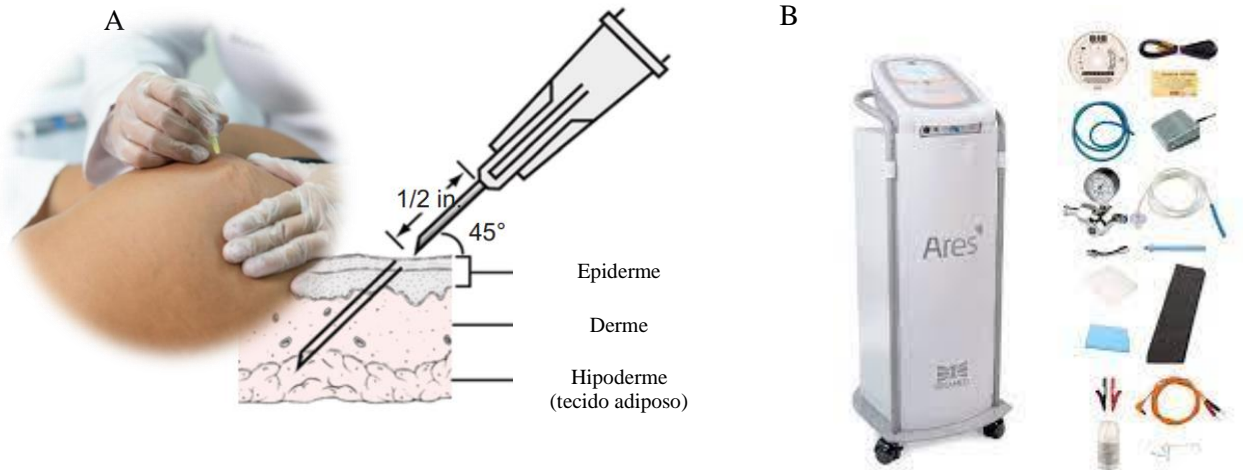 A
B
1/2 in.
45°
Epiderme
Derme
Hipoderme
(tecido adiposo)
Ares